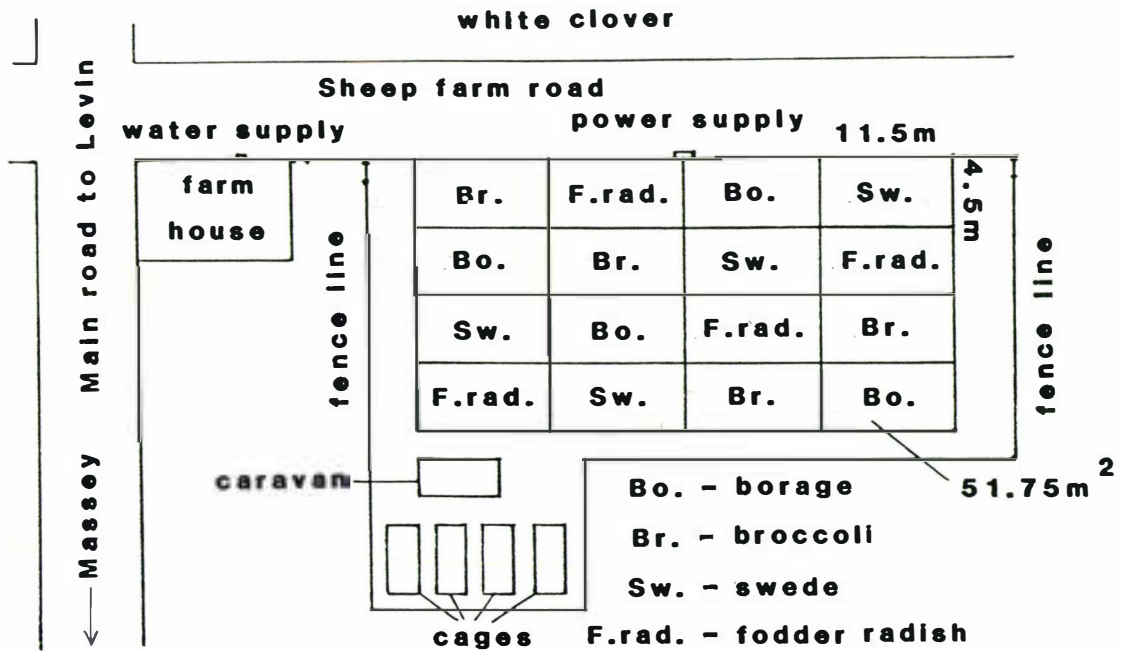 white clover
Sheep farm road
water supply
power supply
11.5m
Main road to Levin
Massey
farm
house
fence line
Br. F.rad. Bo. Sw.
4.5m
Bo. Br. Sw. F.rad.
Sw. Bo. F.rad. Br.
F.rad. Sw. Br. Bo.
fence line
caravan
51.75m²
cages
Bo. - borage
Br. - broccoli
Sw. - swede
F.rad. - fodder radish